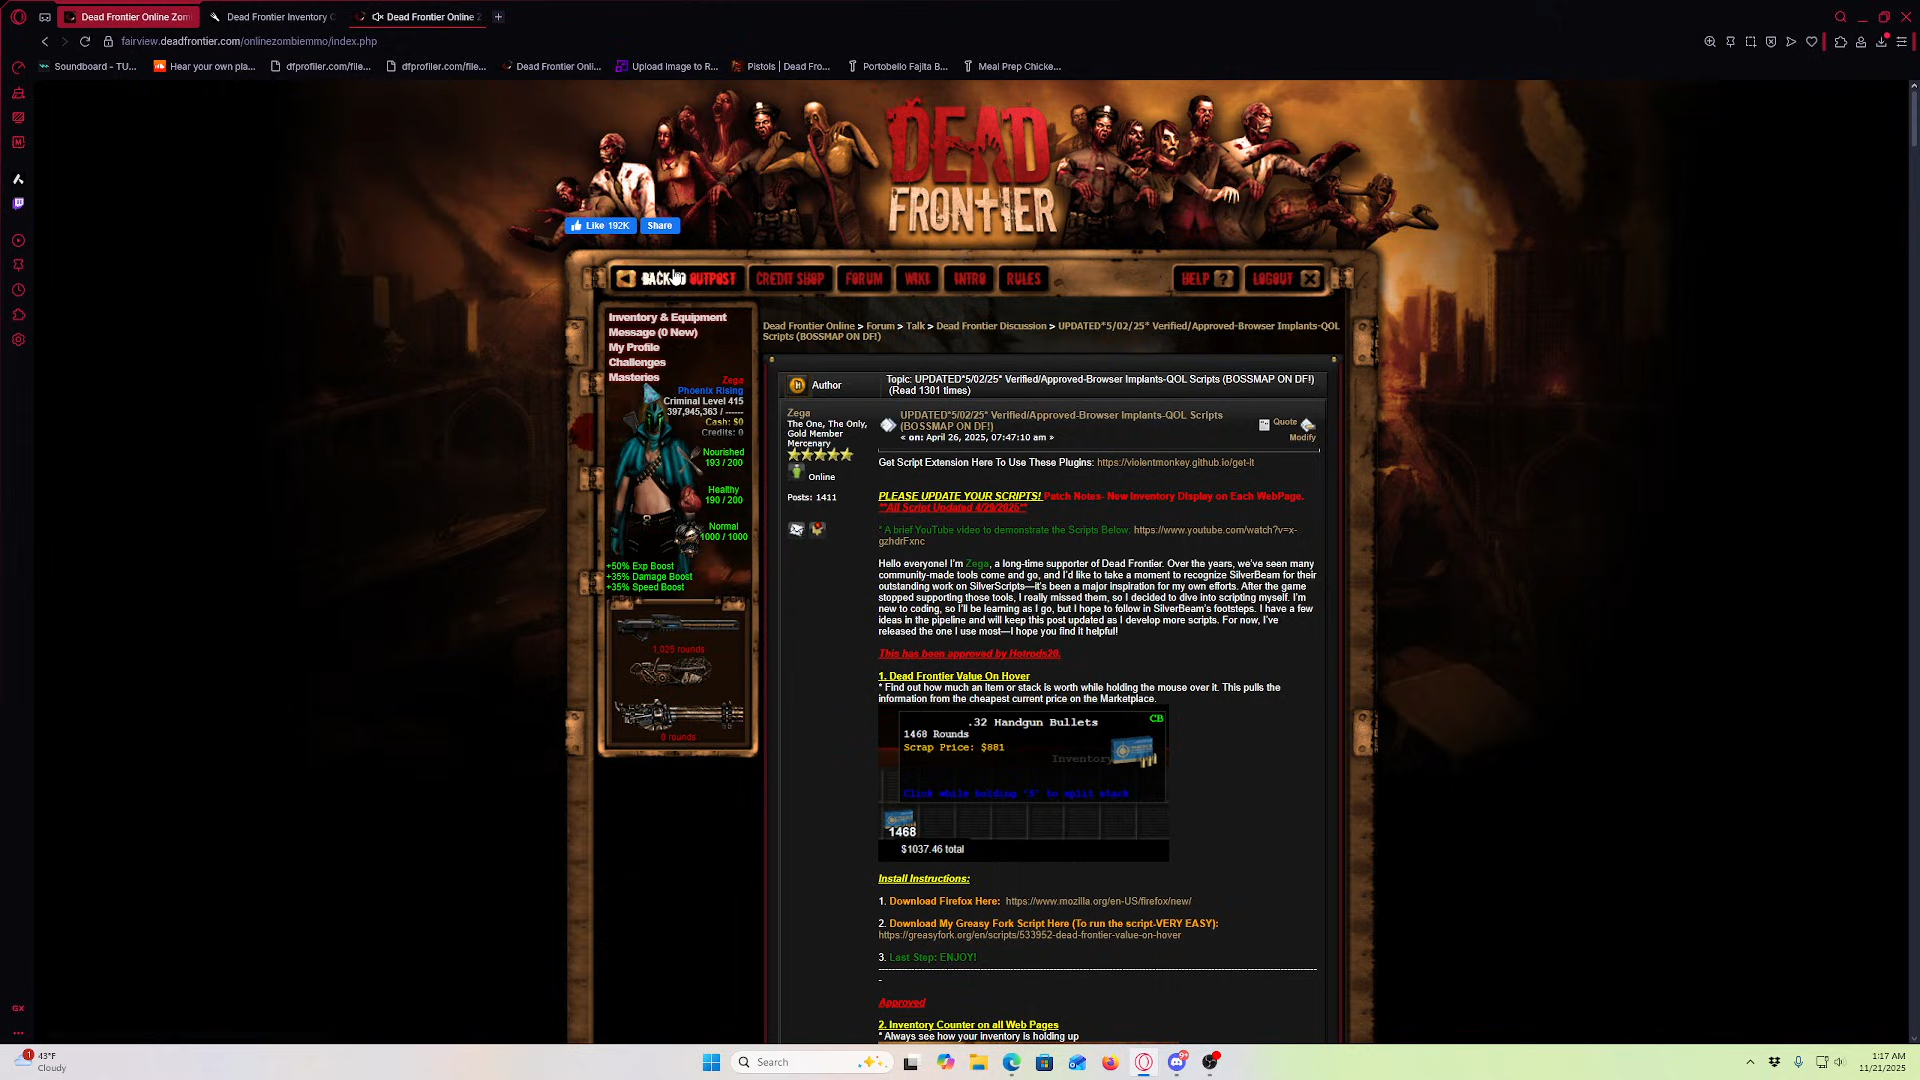 Dead Frontier Online Zom
Dead Frontier Inventory C
Dead Frontier Online Z
fairview.deadfrontier.com/onlinezombiemmo/index.php
Soundboard - TU...
Hear your own pla...
dfprofiler.com/file...
dfprofiler.com/file...
Dead Frontier Onli...
Upload Image to R...
Pistols | Dead Fro...
Portobello Fajita B...
Meal Prep Chicke...
DEAD
FRONTIER
Like 192K
Share
BACK TO OUTPOST
CREDIT SHOP
FORUM
WIKI
INTRO
RULES
HELP ?
LOGOUT X
Inventory & Equipment
Message (0 New)
My Profile
Challenges
Masteries
Zega
Phoenix Rising
Criminal Level 415
397,945,363 / ------
Cash: $0
Credits: 0
Nourished
193 / 200
Healthy
190 / 200
Normal
1000 / 1000
+50% Exp Boost
+35% Damage Boost
+35% Speed Boost
1,025 rounds
0 rounds
Dead Frontier Online > Forum > Talk > Dead Frontier Discussion > UPDATED*5/02/25* Verified/Approved-Browser Implants-QOL
Scripts (BOSSMAP ON DF!)
Author
Topic: UPDATED*5/02/25* Verified/Approved-Browser Implants-QOL Scripts (BOSSMAP ON DF!)
(Read 1301 times)
Zega
The One, The Only,
Gold Member
Mercenary
Online
Posts: 1411
UPDATED*5/02/25* Verified/Approved-Browser Implants-QOL Scripts
(BOSSMAP ON DF!)
« on: April 26, 2025, 07:47:10 am »
Quote
Modify
Get Script Extension Here To Use These Plugins: https://violentmonkey.github.io/get-it
PLEASE UPDATE YOUR SCRIPTS! Patch Notes- New Inventory Display on Each WebPage.
**All Script Updated 4/29/2025**
* A brief YouTube video to demonstrate the Scripts Below: https://www.youtube.com/watch?v=x-
gzhdrFxnc
Hello everyone! I'm Zega, a long-time supporter of Dead Frontier. Over the years, we've seen many
community-made tools come and go, and I'd like to take a moment to recognize SilverBeam for their
outstanding work on SilverScripts—it's been a major inspiration for my own efforts. After the game
stopped supporting those tools, I really missed them, so I decided to dive into scripting myself. I'm
new to coding, so I'll be learning as I go, but I hope to follow in SilverBeam's footsteps. I have a few
ideas in the pipeline and will keep this post updated as I develop more scripts. For now, I've
released the one I use most—I hope you find it helpful!
This has been approved by Hotrods20.
1. Dead Frontier Value On Hover
* Find out how much an item or stack is worth while holding the mouse over it. This pulls the
information from the cheapest current price on the Marketplace.
.32 Handgun Bullets
CB
1468 Rounds
Scrap Price: $881
Inventory
Click while holding 'S' to split stack
1468
$1037.46 total
Install Instructions:
1. Download Firefox Here: https://www.mozilla.org/en-US/firefox/new/
2. Download My Greasy Fork Script Here (To run the script-VERY EASY):
https://greasyfork.org/en/scripts/533952-dead-frontier-value-on-hover
3. Last Step: ENJOY!
Approved
2. Inventory Counter on all Web Pages
* Always see how your inventory is holding up
GX
1
43°F
Cloudy
Search
9+
1:17 AM
11/21/2025